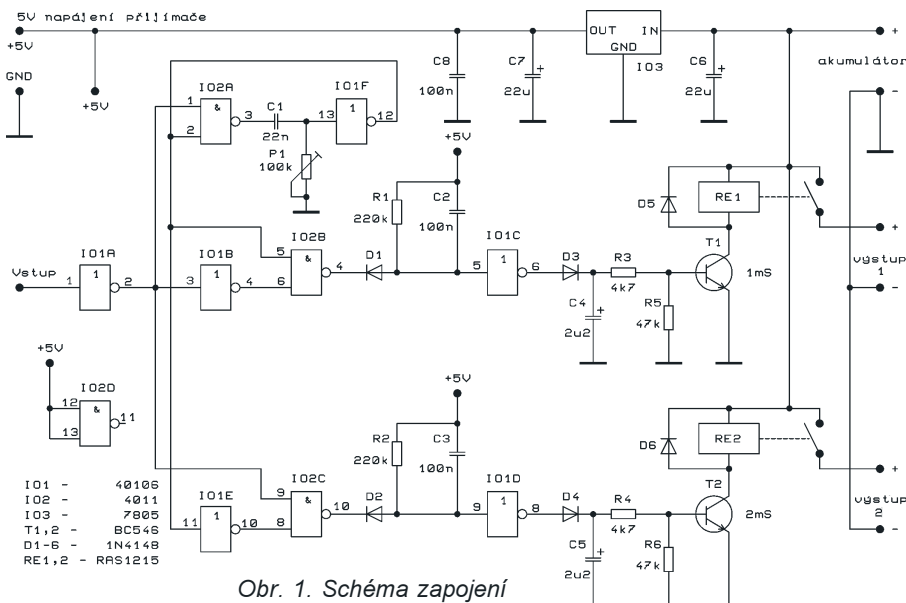 5V napájení přijímače
+5V
GND
+5V
OUT IN
GND
IO3
C8
100n
C7
+
22u
C6
+
22u
+
akumulátor
-
IO2A
1
2
&
3
C1
22n
P1
100k
IO1F
13
1
12
+5V
R1
220k
C2
100n
D5
RE1
+
výstup
1
-
Vstup
IO1A
1
1
2
IO1B
3
1
4
IO2B
5
6
&
4
D1
IO1C
5
1
6
D3
R3
4k7
C4
+
2u2
R5
47k
T1
1mS
+5V
IO2D
12
13
&
11
+5V
R2
220k
C3
100n
D6
RE2
+
výstup
2
-
IO1E
11
1
10
IO2C
9
8
&
10
D2
IO1D
9
1
8
D4
R4
4k7
C5
+
2u2
R6
47k
T2
2mS
IO1 - 40106
IO2 - 4011
IO3 - 7805
T1,2 - BC546
D1-6 - 1N4148
RE1,2 - RAS1215
Obr. 1. Schéma zapojení